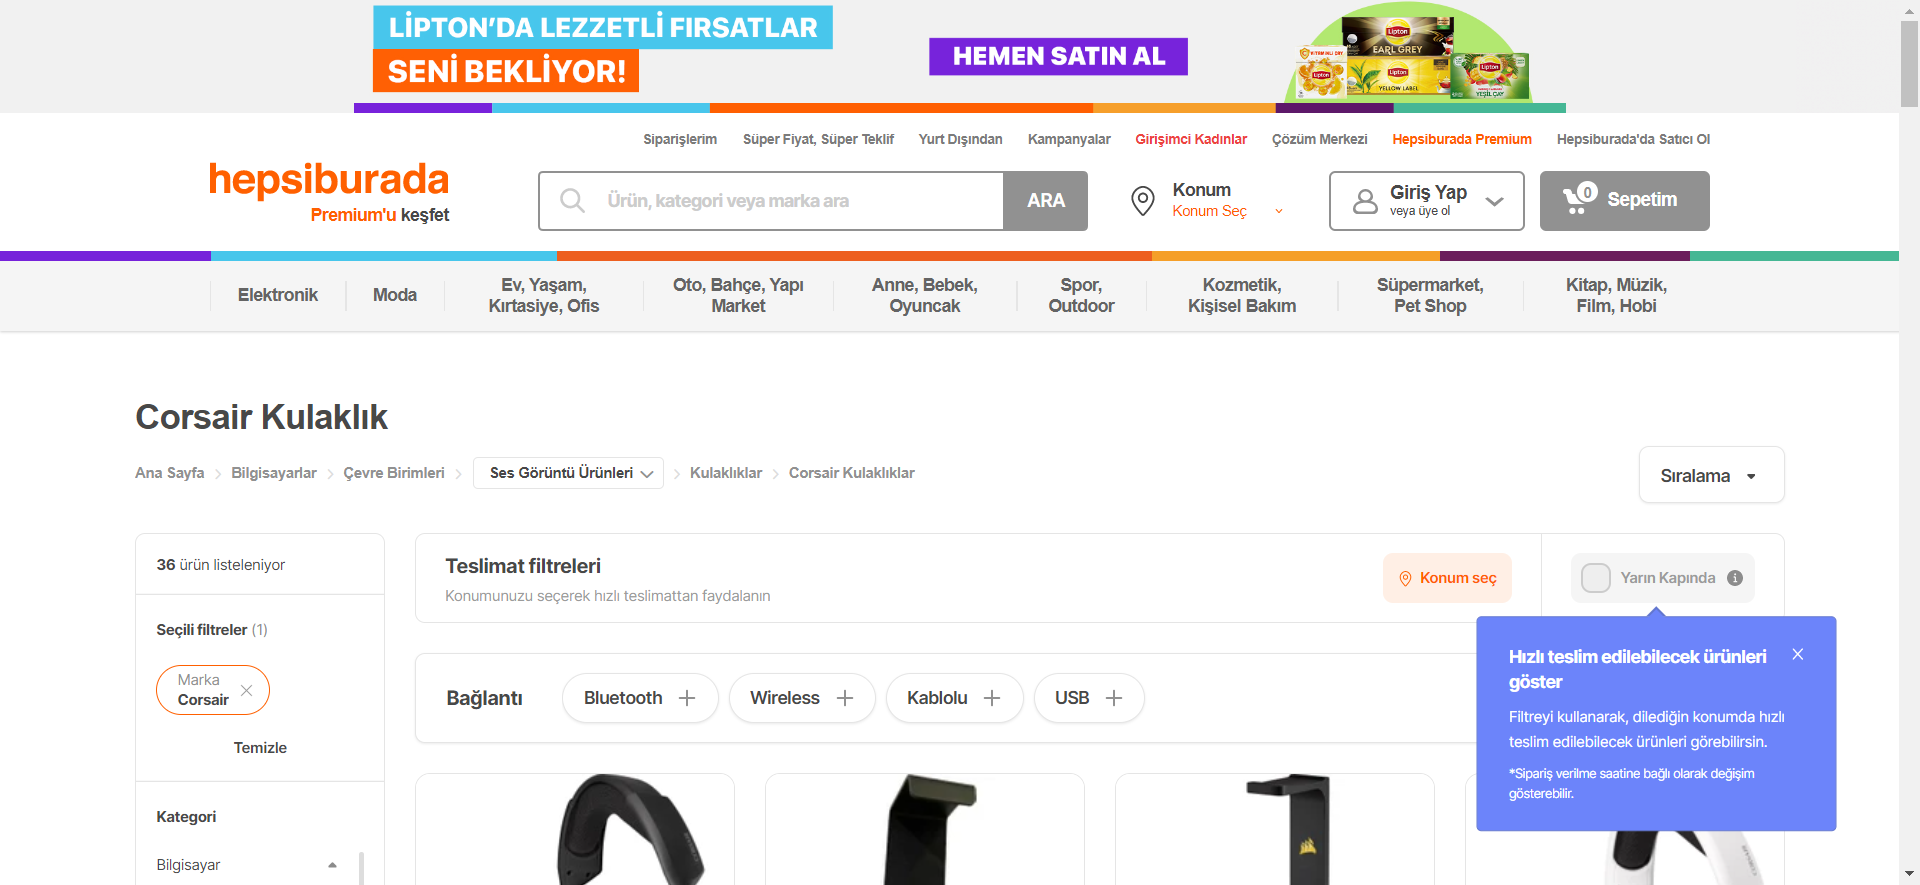 LİPTON’DA LEZZETLİ FIRSATLAR
SENİ BEKLİYOR!
HEMEN SATIN AL
Lipton
EARL GREY
Lipton
Lipton
YELLOW LABEL
Lipton
YEŞİL ÇAY
Siparişlerim
Süper Fiyat, Süper Teklif
Yurt Dışından
Kampanyalar
Girişimci Kadınlar
Çözüm Merkezi
Hepsiburada Premium
Hepsiburada'da Satıcı Ol
hepsiburada
Premium'u keşfet
Ürün, kategori veya marka ara
ARA
Konum
Konum Seç
Giriş Yap
veya üye ol
0
Sepetim
Elektronik
Moda
Ev, Yaşam,
Kırtasiye, Ofis
Oto, Bahçe, Yapı
Market
Anne, Bebek,
Oyuncak
Spor,
Outdoor
Kozmetik,
Kişisel Bakım
Süpermarket,
Pet Shop
Kitap, Müzik,
Film, Hobi
Corsair Kulaklık
Ana Sayfa
Bilgisayarlar
Çevre Birimleri
Ses Görüntü Ürünleri
Kulaklıklar
Corsair Kulaklıklar
Sıralama
36 ürün listeleniyor
Seçili filtreler (1)
Marka
Corsair
Temizle
Kategori
Bilgisayar
Teslimat filtreleri
Konumunuzu seçerek hızlı teslimattan faydalanın
Konum seç
Yarın Kapında
Hızlı teslim edilebilecek ürünleri
göster
Filtreyi kullanarak, dilediğin konumda hızlı
teslim edilebilecek ürünleri görebilirsin.
*Sipariş verilme saatine bağlı olarak değişim
gösterebilir.
Bağlantı
Bluetooth
Wireless
Kablolu
USB